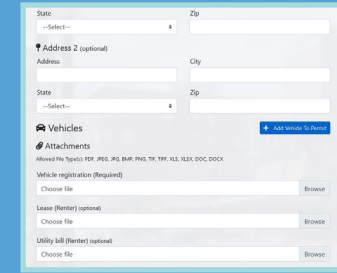 State Zip
--Select--
Address 2 (optional)
Address City
State Zip
--Select--
Vehicles + Add Vehicle To Permit
Attachments
Allowed File Type(s): PDF, JPEG, JPG, BMP, PNG, TIF, TIFF, XLS, XLSX, DOC, DOCX
Vehicle registration (Required)
Choose file Browse
Lease (Renter) (optional)
Choose file Browse
Utility bill (Renter) (optional)
Choose file Browse